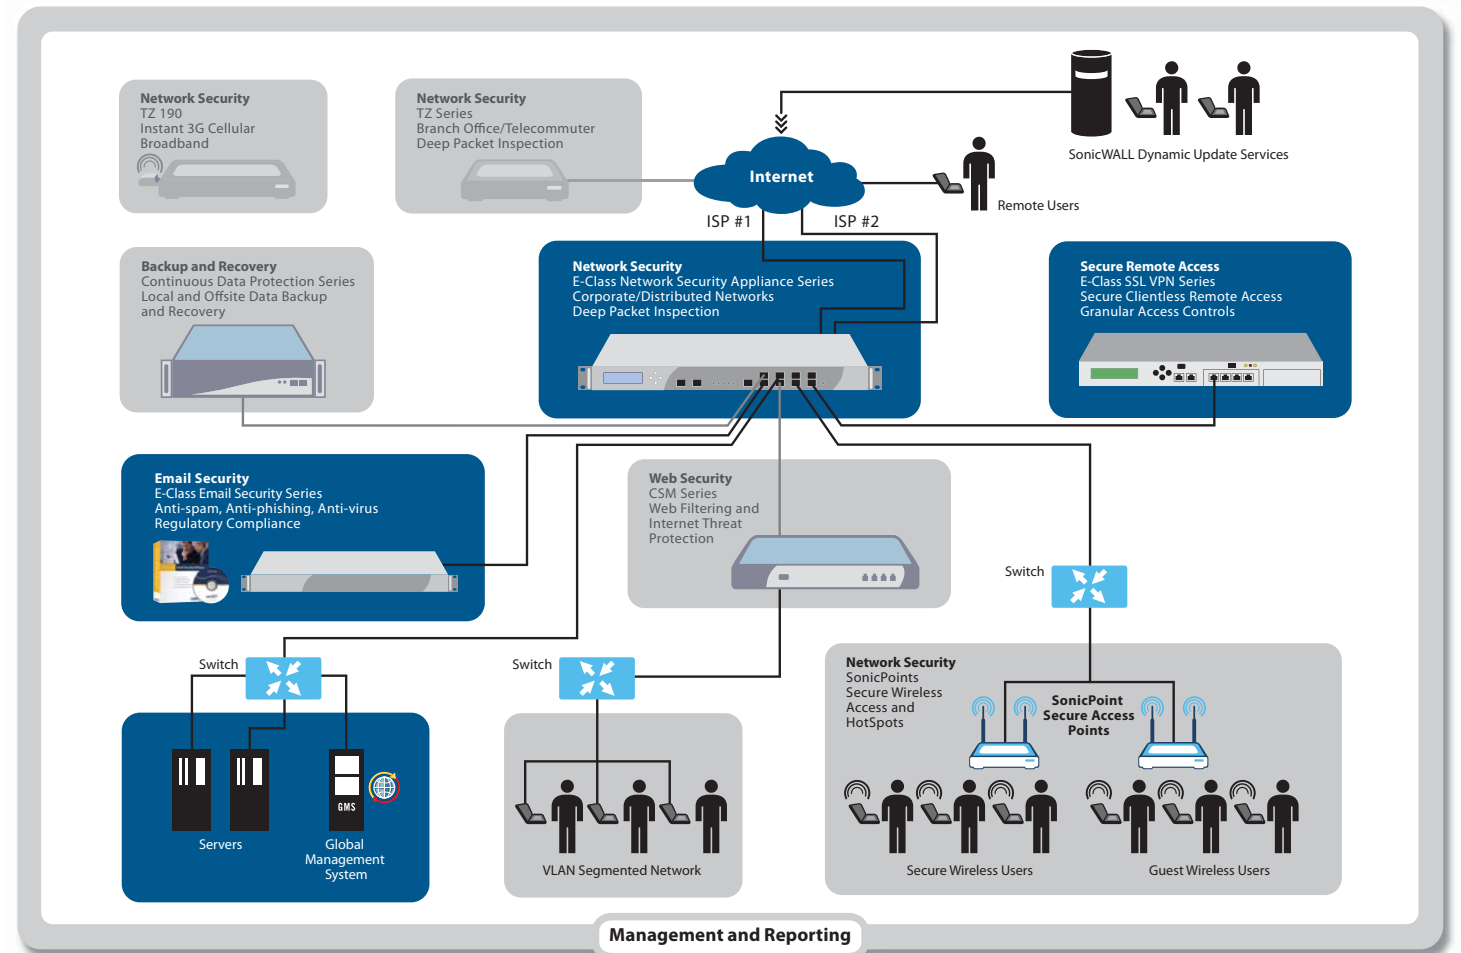 Network Security
TZ 190
Instant 3G Cellular
Broadband
Network Security
TZ Series
Branch Office/Telecommuter
Deep Packet Inspection
SonicWALL Dynamic Update Services
Internet
Remote Users
ISP #1
ISP #2
Backup and Recovery
Continuous Data Protection Series
Local and Offsite Data Backup
and Recovery
Network Security
E-Class Network Security Appliance Series
Corporate/Distributed Networks
Deep Packet Inspection
Secure Remote Access
E-Class SSL VPN Series
Secure Clientless Remote Access
Granular Access Controls
Email Security
E-Class Email Security Series
Anti-spam, Anti-phishing, Anti-virus
Regulatory Compliance
Web Security
CSM Series
Web Filtering and
Internet Threat
Protection
Switch
Switch
Switch
Network Security
SonicPoints
Secure Wireless
Access and
HotSpots
SonicPoint
Secure Access
Points
GMS
Servers
Global
Management
System
VLAN Segmented Network
Secure Wireless Users
Guest Wireless Users
Management and Reporting